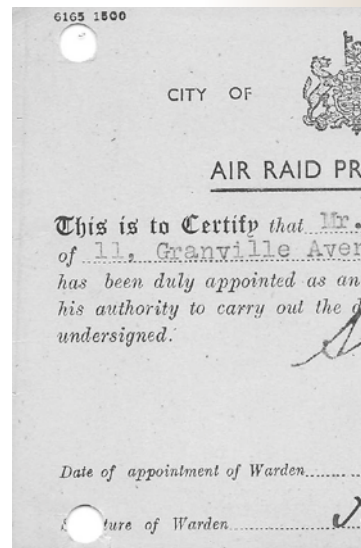 6165 1500
CITY OF
AIR RAID PR
This is to Certify that Mr.
of 11, Granville Aven
has been duly appointed as an
his authority to carry out the d
undersigned.
Date of appointment of Warden
ture of Warden